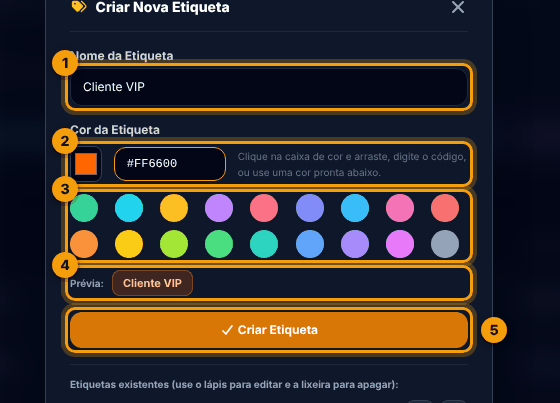 Criar Nova Etiqueta
Nome da Etiqueta
1
Cliente VIP
Cor da Etiqueta
2
#FF6600
Clique na caixa de cor e arraste, digite o código,
ou use uma cor pronta abaixo.
3
4
Prévia:
Cliente VIP
Criar Etiqueta
5
Etiquetas existentes (use o lápis para editar e a lixeira para apagar):